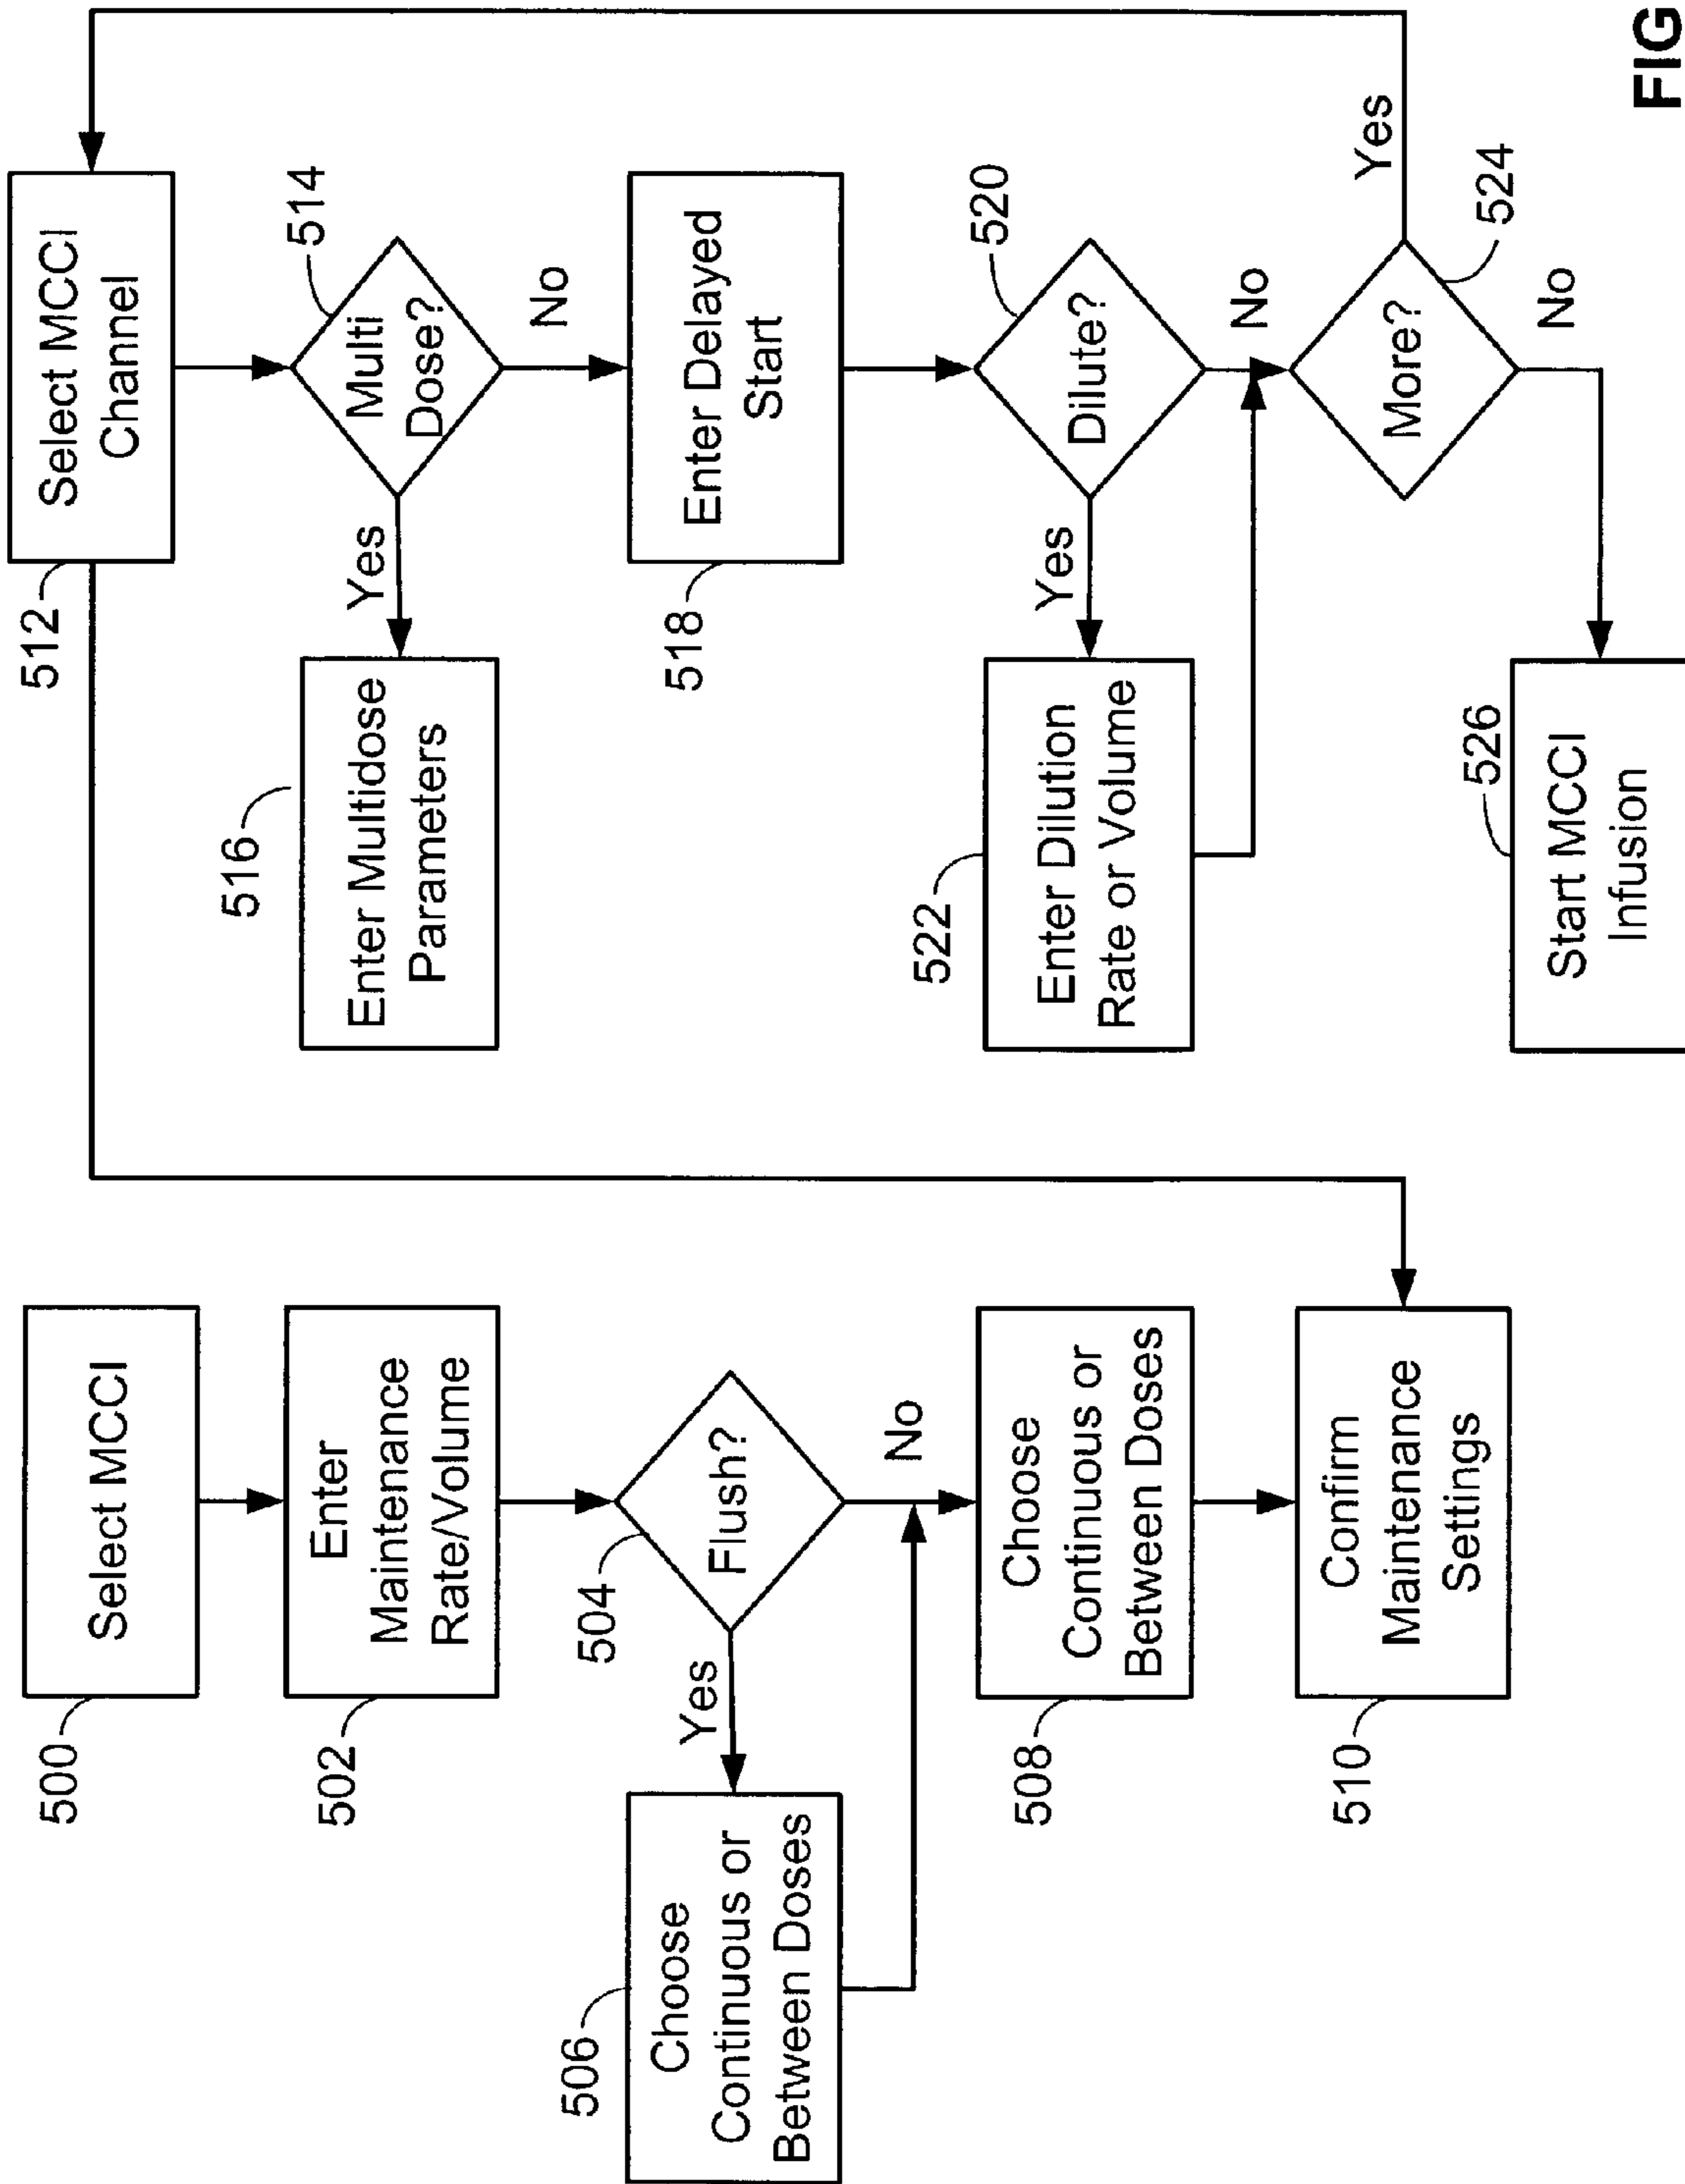 500
Select MCCI
502
Enter
Maintenance
Rate/Volume
504
Flush?
Yes
No
506
Choose
Continuous or
Between Doses
508
Choose
Continuous or
Between Doses
510
Confirm
Maintenance
Settings
512
Select MCCI
Channel
514
Multi
Dose?
Yes
No
516
Enter Multidose
Parameters
518
Enter Delayed
Start
520
Dilute?
Yes
No
522
Enter Dilution
Rate or Volume
524
More?
Yes
No
526
Start MCCI
Infusion
FIG